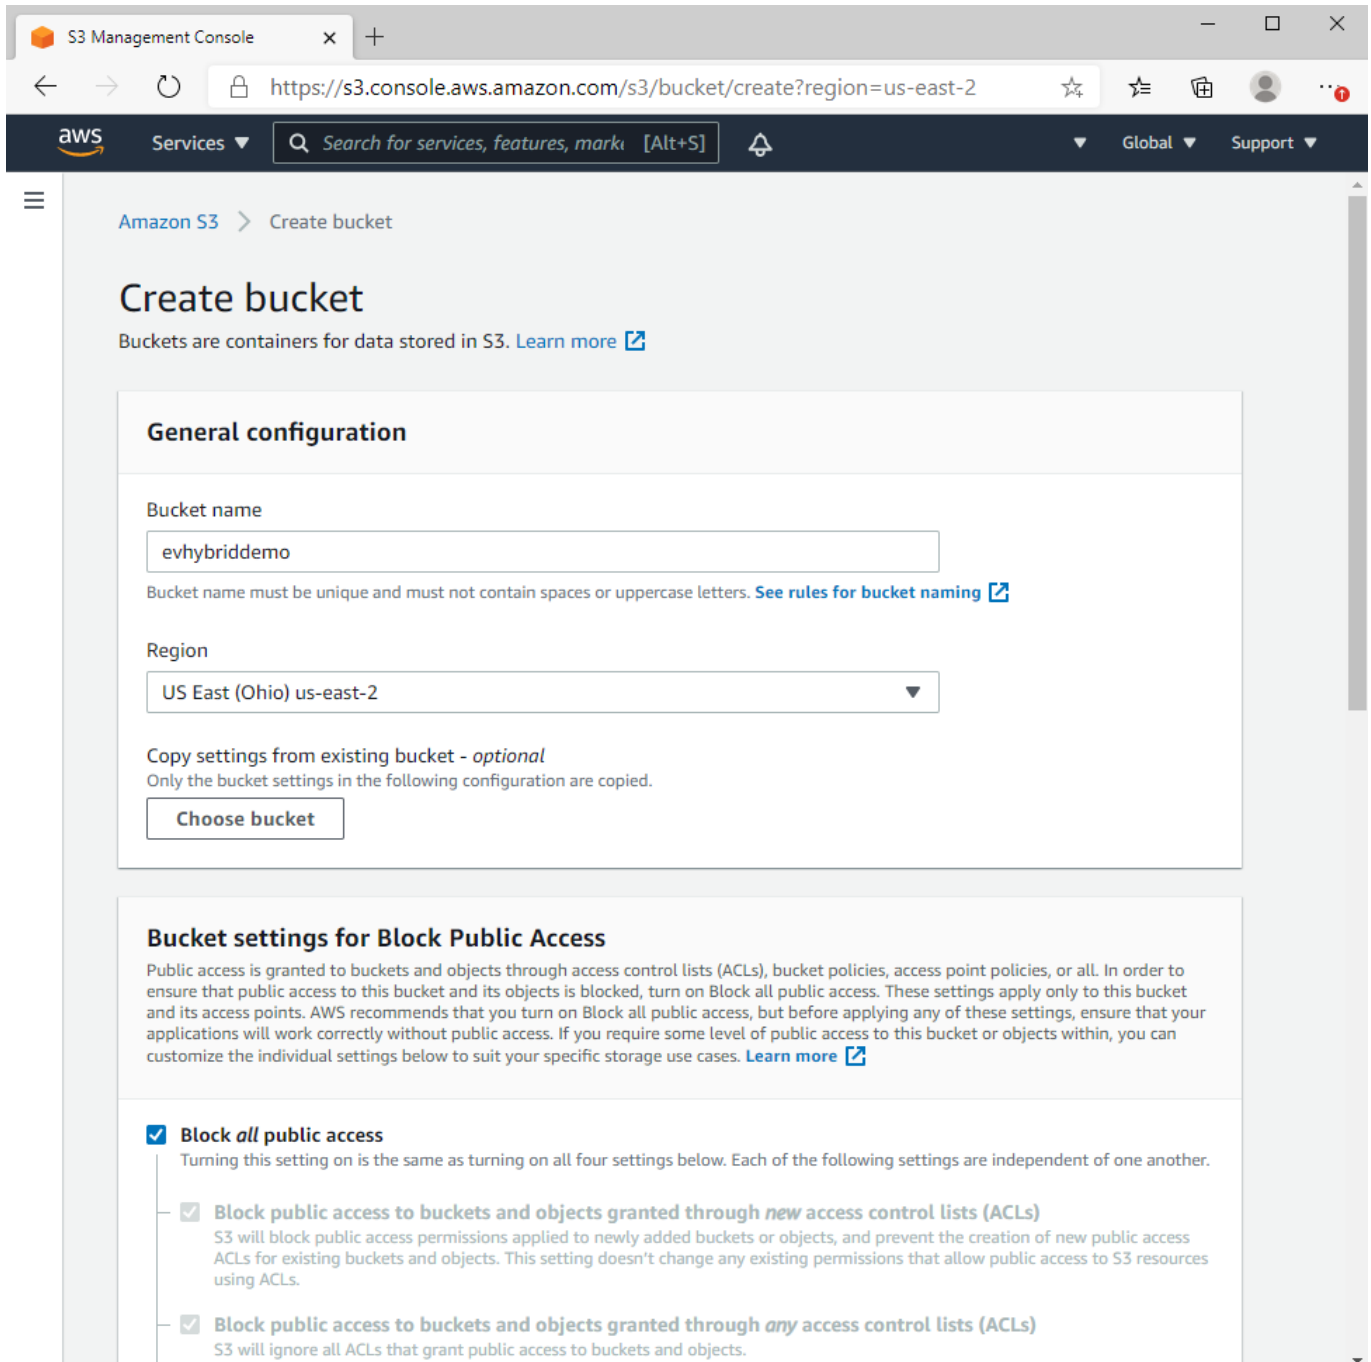 S3 Management Console
https://s3.console.aws.amazon.com/s3/bucket/create?region=us-east-2
aws
Services
Search for services, features, marke [Alt+S]
Global
Support
Amazon S3 > Create bucket
Create bucket
Buckets are containers for data stored in S3. Learn more
General configuration
Bucket name
evhybriddemo
Bucket name must be unique and must not contain spaces or uppercase letters. See rules for bucket naming
Region
US East (Ohio) us-east-2
Copy settings from existing bucket - optional
Only the bucket settings in the following configuration are copied.
Choose bucket
Bucket settings for Block Public Access
Public access is granted to buckets and objects through access control lists (ACLs), bucket policies, access point policies, or all. In order to
ensure that public access to this bucket and its objects is blocked, turn on Block all public access. These settings apply only to this bucket
and its access points. AWS recommends that you turn on Block all public access, but before applying any of these settings, ensure that your
applications will work correctly without public access. If you require some level of public access to this bucket or objects within, you can
customize the individual settings below to suit your specific storage use cases. Learn more
Block all public access
Turning this setting on is the same as turning on all four settings below. Each of the following settings are independent of one another.
Block public access to buckets and objects granted through new access control lists (ACLs)
S3 will block public access permissions applied to newly added buckets or objects, and prevent the creation of new public access
ACLs for existing buckets and objects. This setting doesn't change any existing permissions that allow public access to S3 resources
using ACLs.
Block public access to buckets and objects granted through any access control lists (ACLs)
S3 will ignore all ACLs that grant public access to buckets and objects.